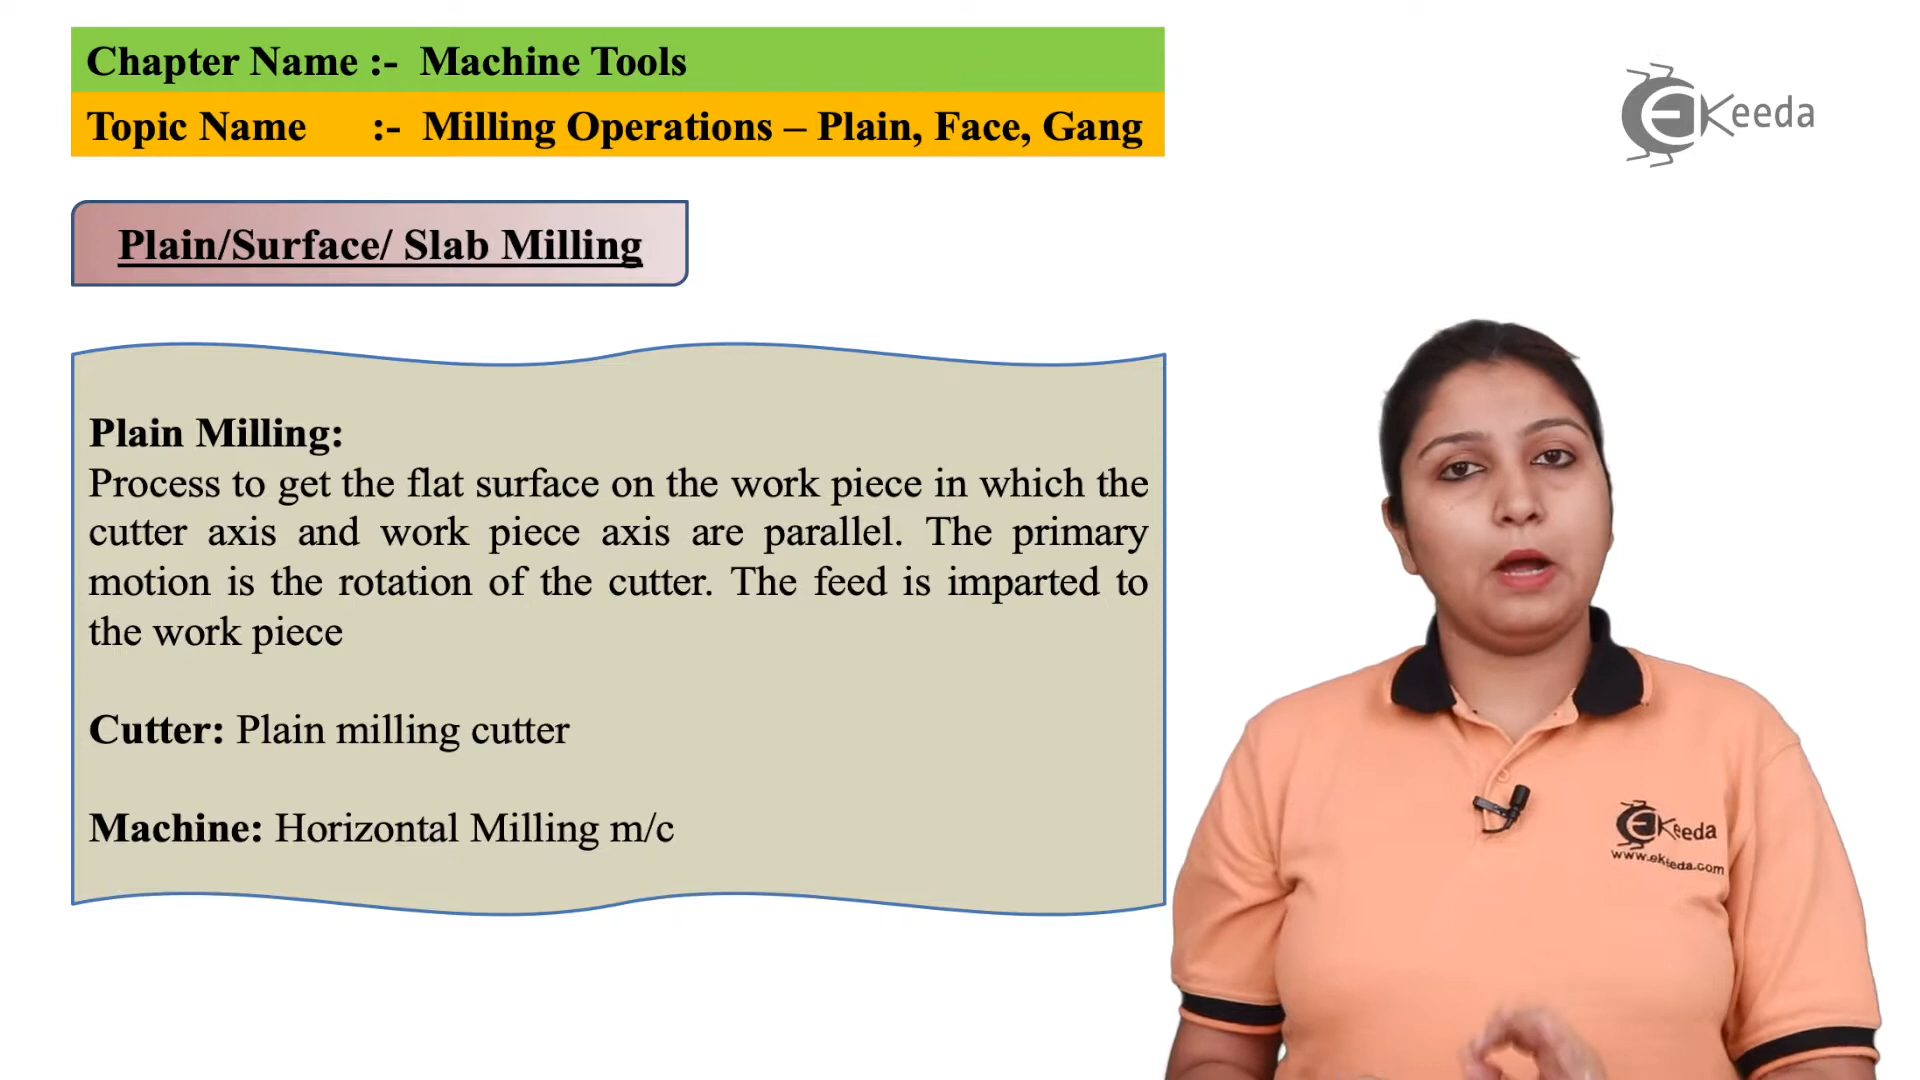 Chapter Name :- Machine Tools
Topic Name :- Milling Operations – Plain, Face, Gang
EKeeda
Plain/Surface/ Slab Milling
Plain Milling:
Process to get the flat surface on the work piece in which the
cutter axis and work piece axis are parallel. The primary
motion is the rotation of the cutter. The feed is imparted to
the work piece
Cutter: Plain milling cutter
Machine: Horizontal Milling m/c
EKeeda
www.ekeeda.com